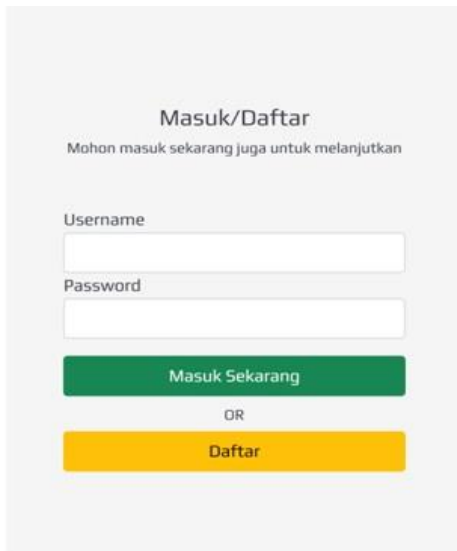 Masuk/Daftar
Mohon masuk sekarang juga untuk melanjutkan
Username
Password
Masuk Sekarang
OR
Daftar